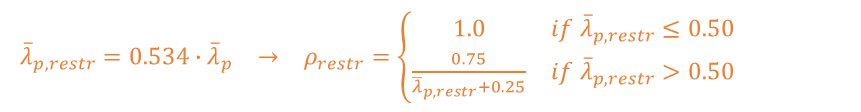 λ̄p,restr = 0.534 · λ̄p → ρrestr = { 1.0 if λ̄p,restr ≤ 0.50
0.75 / λ̄p,restr+0.25 if λ̄p,restr > 0.50